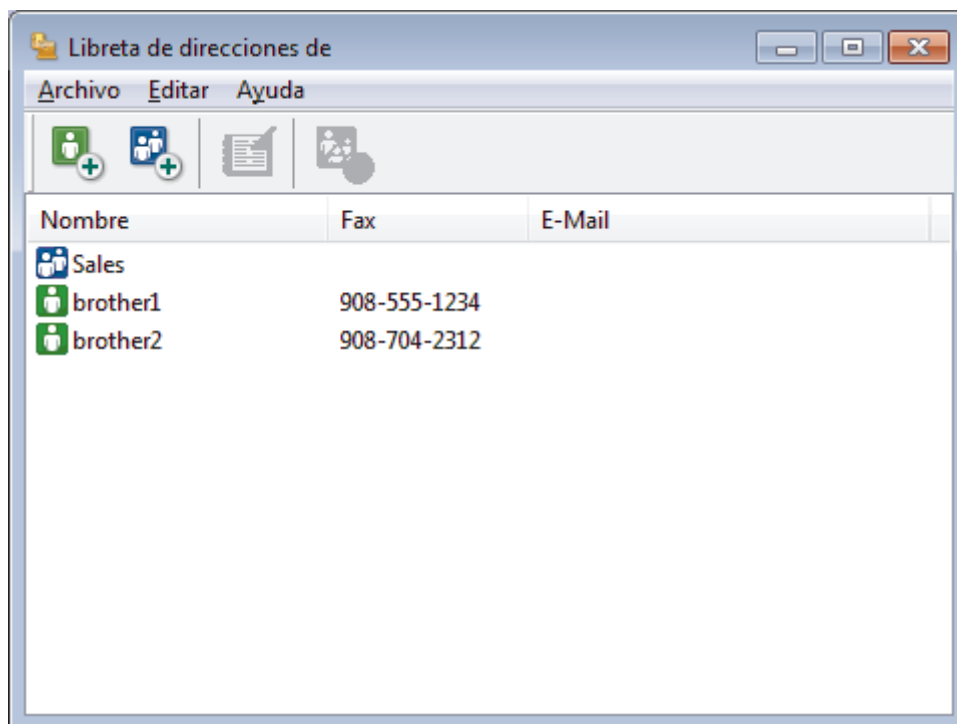 Libreta de direcciones de
Archivo Editar Ayuda
Nombre Fax E-Mail
Sales
brother1 908-555-1234
brother2 908-704-2312